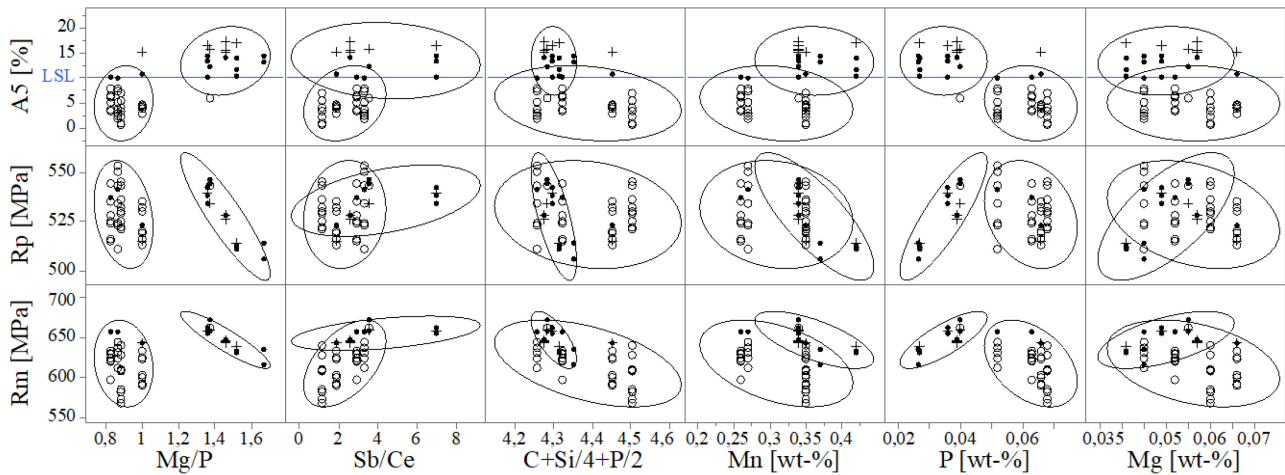 A5 [%]
20
15
LSL
10
5
0
Rp [MPa]
550
525
500
Rm [MPa]
700
650
600
550
0,8 1 1,2 1,4 1,6
0 2 4 6 8
4,2 4,3 4,4 4,5 4,6
0,2 0,3 0,35 0,4
0,02 0,04 0,06
0,035 0,05 0,06 0,07
Mg/P
Sb/Ce
C+Si/4+P/2
Mn [wt-%]
P [wt-%]
Mg [wt-%]